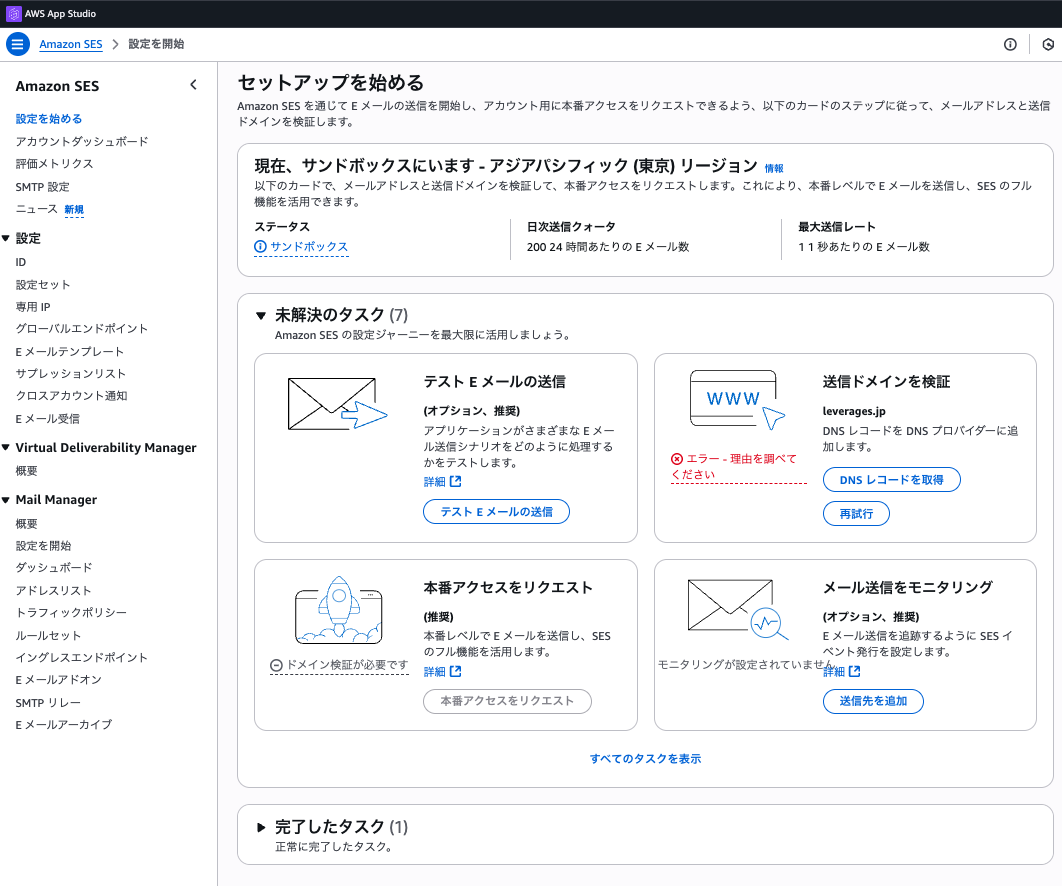 AWS App Studio
Amazon SES > 設定を開始
Amazon SES
設定を始める
アカウントダッシュボード
評価メトリクス
SMTP 設定
ニュース 新規
設定
ID
設定セット
専用 IP
グローバルエンドポイント
E メールテンプレート
サプレッションリスト
クロスアカウント通知
E メール受信
Virtual Deliverability Manager
概要
Mail Manager
概要
設定を開始
ダッシュボード
アドレスリスト
トラフィックポリシー
ルールセット
イングレスエンドポイント
E メールアドオン
SMTP リレー
E メールアーカイブ
セットアップを始める
Amazon SES を通じて E メールの送信を開始し、アカウント用に本番アクセスをリクエストできるよう、以下のカードのステップに従って、メールアドレスと送信
ドメインを検証します。
現在、サンドボックスにいます - アジアパシフィック (東京) リージョン 情報
以下のカードで、メールアドレスと送信ドメインを検証して、本番アクセスをリクエストします。これにより、本番レベルで E メールを送信し、SES のフル
機能を活用できます。
ステータス
サンドボックス
日次送信クォータ
200 24 時間あたりの E メール数
最大送信レート
1 1 秒あたりの E メール数
未解決のタスク (7)
Amazon SES の設定ジャーニーを最大限に活用しましょう。
テスト E メールの送信
(オプション、推奨)
アプリケーションがさまざまな E メー
ル送信シナリオをどのように処理する
かをテストします。
詳細
テスト E メールの送信
WWW
エラー - 理由を調べて
ください
送信ドメインを検証
leverages.jp
DNS レコードを DNS プロバイダーに追
加します。
DNS レコードを取得
再試行
ドメイン検証が必要です
本番アクセスをリクエスト
(推奨)
本番レベルで E メールを送信し、SES
のフル機能を活用します。
詳細
本番アクセスをリクエスト
モニタリングが設定されていません
メール送信をモニタリング
(オプション、推奨)
E メール送信を追跡するように SES イ
ベント発行を設定します。
詳細
送信先を追加
すべてのタスクを表示
完了したタスク (1)
正常に完了したタスク。